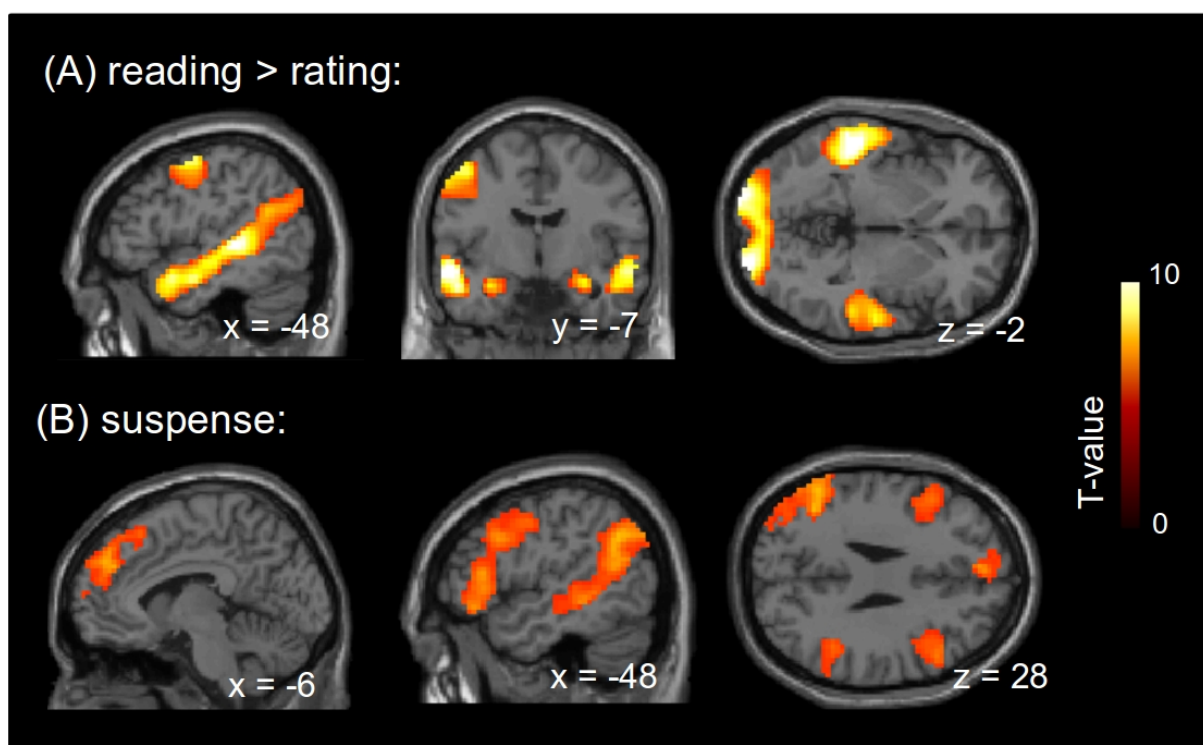 (A) reading > rating:
x = -48
y = -7
z = -2
10
T-value
0
(B) suspense:
x = -6
x = -48
z = 28